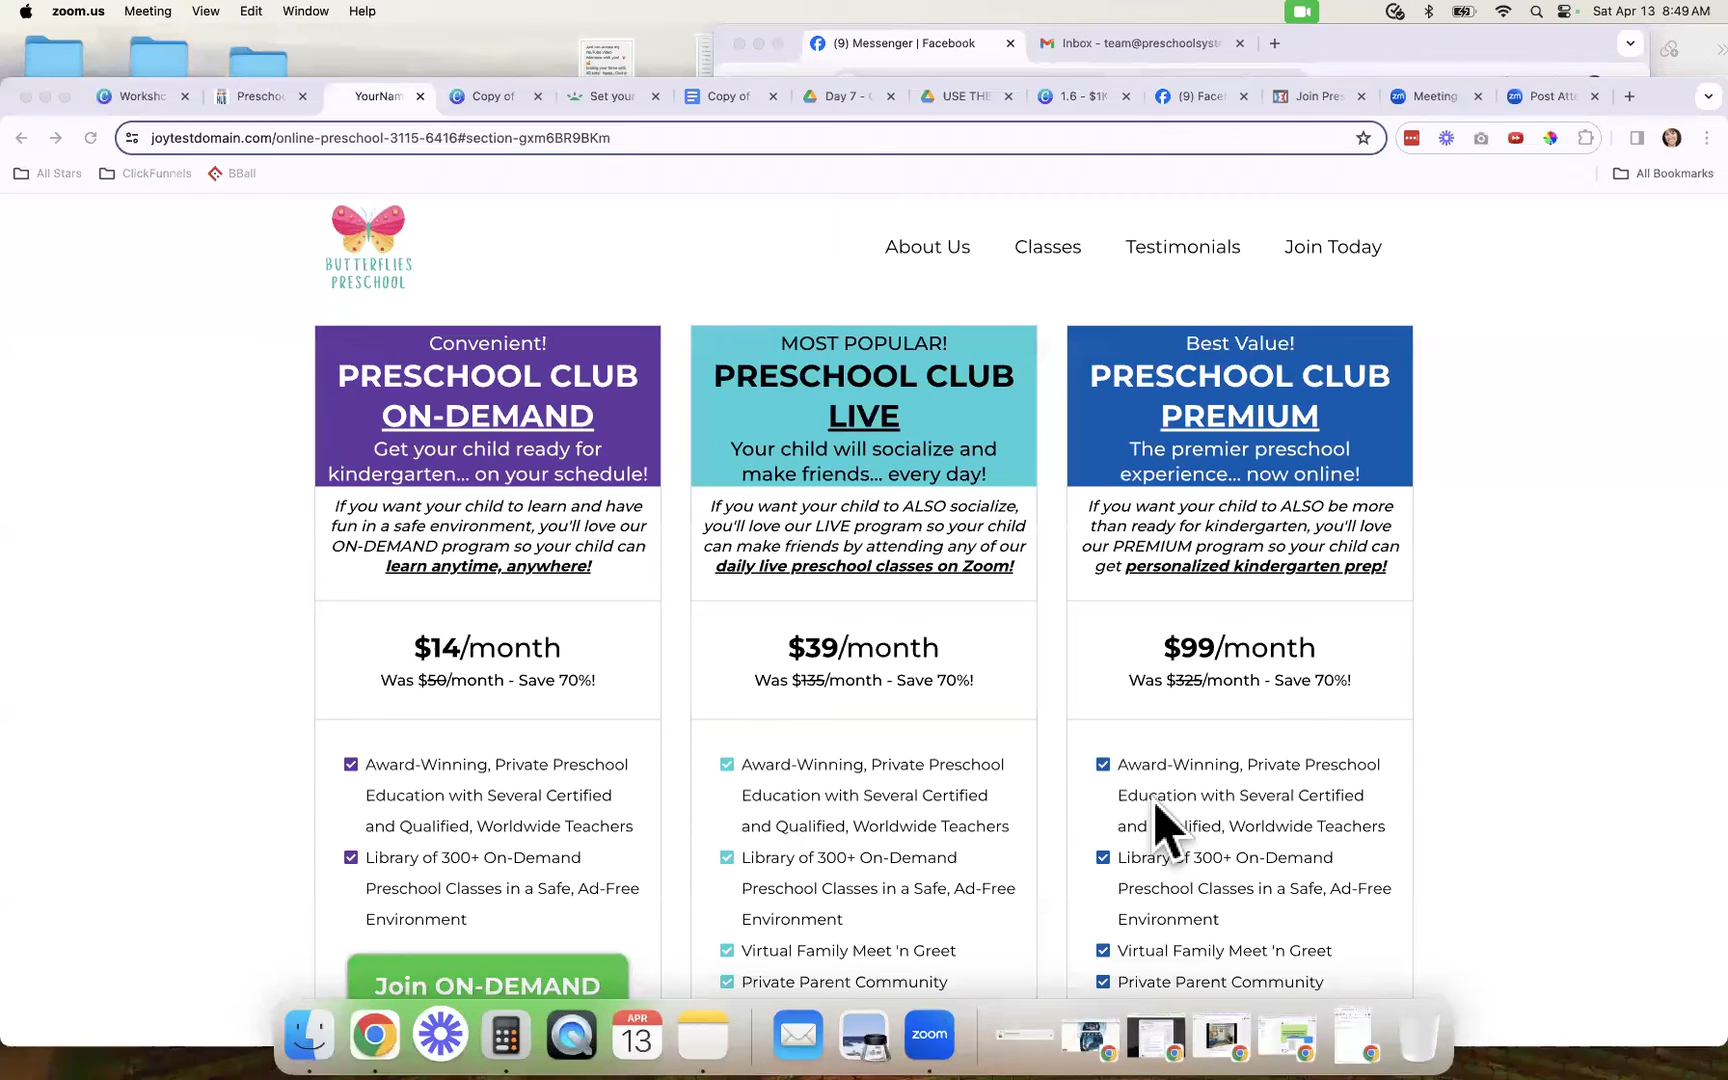 zoom.us Meeting View Edit Window Help Sat Apr 13 8:49 AM
(9) Messenger | Facebook Inbox - team@preschoolsyst
Worksho Preschoo YourNam Copy of Set your Copy of Day 7 - USE THE 1.6 - $1K (9) Face Join Pres Meeting Post Atte
joytestdomain.com/online-preschool-3115-6416#section-gxm6BR9BKm
All Stars ClickFunnels BBall All Bookmarks
BUTTERFLIES
PRESCHOOL
About Us Classes Testimonials Join Today
Convenient!
PRESCHOOL CLUB
ON-DEMAND
Get your child ready for
kindergarten... on your schedule!
If you want your child to learn and have
fun in a safe environment, you'll love our
ON-DEMAND program so your child can
learn anytime, anywhere!
$14/month
Was $50/month - Save 70%!
Award-Winning, Private Preschool
Education with Several Certified
and Qualified, Worldwide Teachers
Library of 300+ On-Demand
Preschool Classes in a Safe, Ad-Free
Environment
Join ON-DEMAND
MOST POPULAR!
PRESCHOOL CLUB
LIVE
Your child will socialize and
make friends... every day!
If you want your child to ALSO socialize,
you'll love our LIVE program so your child
can make friends by attending any of our
daily live preschool classes on Zoom!
$39/month
Was $135/month - Save 70%!
Award-Winning, Private Preschool
Education with Several Certified
and Qualified, Worldwide Teachers
Library of 300+ On-Demand
Preschool Classes in a Safe, Ad-Free
Environment
Virtual Family Meet 'n Greet
Private Parent Community
Best Value!
PRESCHOOL CLUB
PREMIUM
The premier preschool
experience... now online!
If you want your child to ALSO be more
than ready for kindergarten, you'll love
our PREMIUM program so your child can
get personalized kindergarten prep!
$99/month
Was $325/month - Save 70%!
Award-Winning, Private Preschool
Education with Several Certified
and Qualified, Worldwide Teachers
Library of 300+ On-Demand
Preschool Classes in a Safe, Ad-Free
Environment
Virtual Family Meet 'n Greet
Private Parent Community
APR
13
zoom